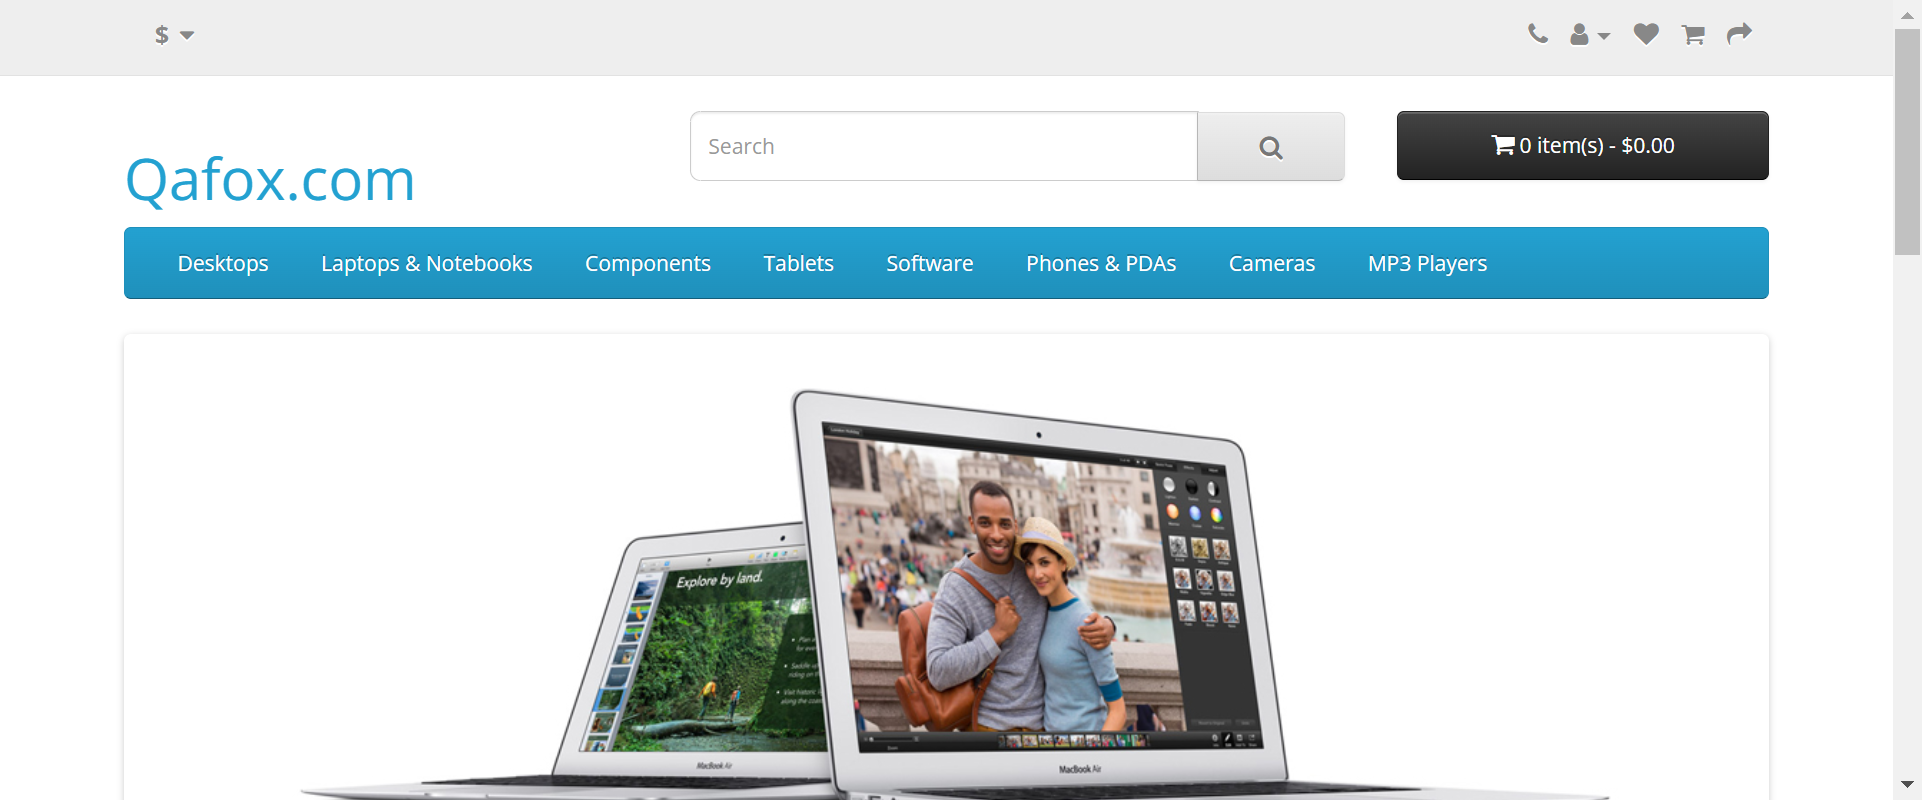 $
Search
0 item(s) - $0.00
Qafox.com
Desktops
Laptops & Notebooks
Components
Tablets
Software
Phones & PDAs
Cameras
MP3 Players
Explore by land.
MacBook Air
MacBook Air